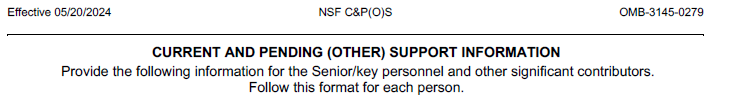 Effective 05/20/2024 NSF C&P(O)S OMB-3145-0279
CURRENT AND PENDING (OTHER) SUPPORT INFORMATION
Provide the following information for the Senior/key personnel and other significant contributors.
Follow this format for each person.